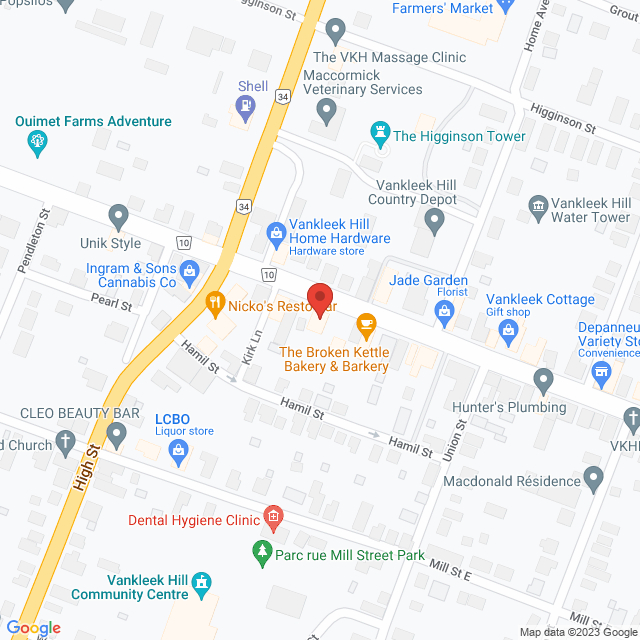 Popsilos
Higginson St
Farmers' Market
Grout
Home Ave
34
The VKH Massage Clinic
Shell
Maccormick
Veterinary Services
Higginson St
Ouimet Farms Adventure
The Higginson Tower
Vankleek Hill
Country Depot
Vankleek Hill
Water Tower
34
Pendleton St
Unik Style
10
Vankleek Hill
Home Hardware
Hardware store
Ingram & Sons
Cannabis Co
10
Jade Garden
Florist
Pearl St
Nicko's Restobar
Vankleek Cottage
Gift shop
Depanneu
Variety Sto
Convenience
Kirk Ln
Hamil St
The Broken Kettle
Bakery & Barkery
Hamil St
Hunter's Plumbing
CLEO BEAUTY BAR
LCBO
Liquor store
d Church
Hamil St
Union St
VKH
High St
Macdonald Résidence
Dental Hygiene Clinic
Parc rue Mill Street Park
Mill St E
Vankleek Hill
Community Centre
Mill St
Google
Map data ©2023 Google